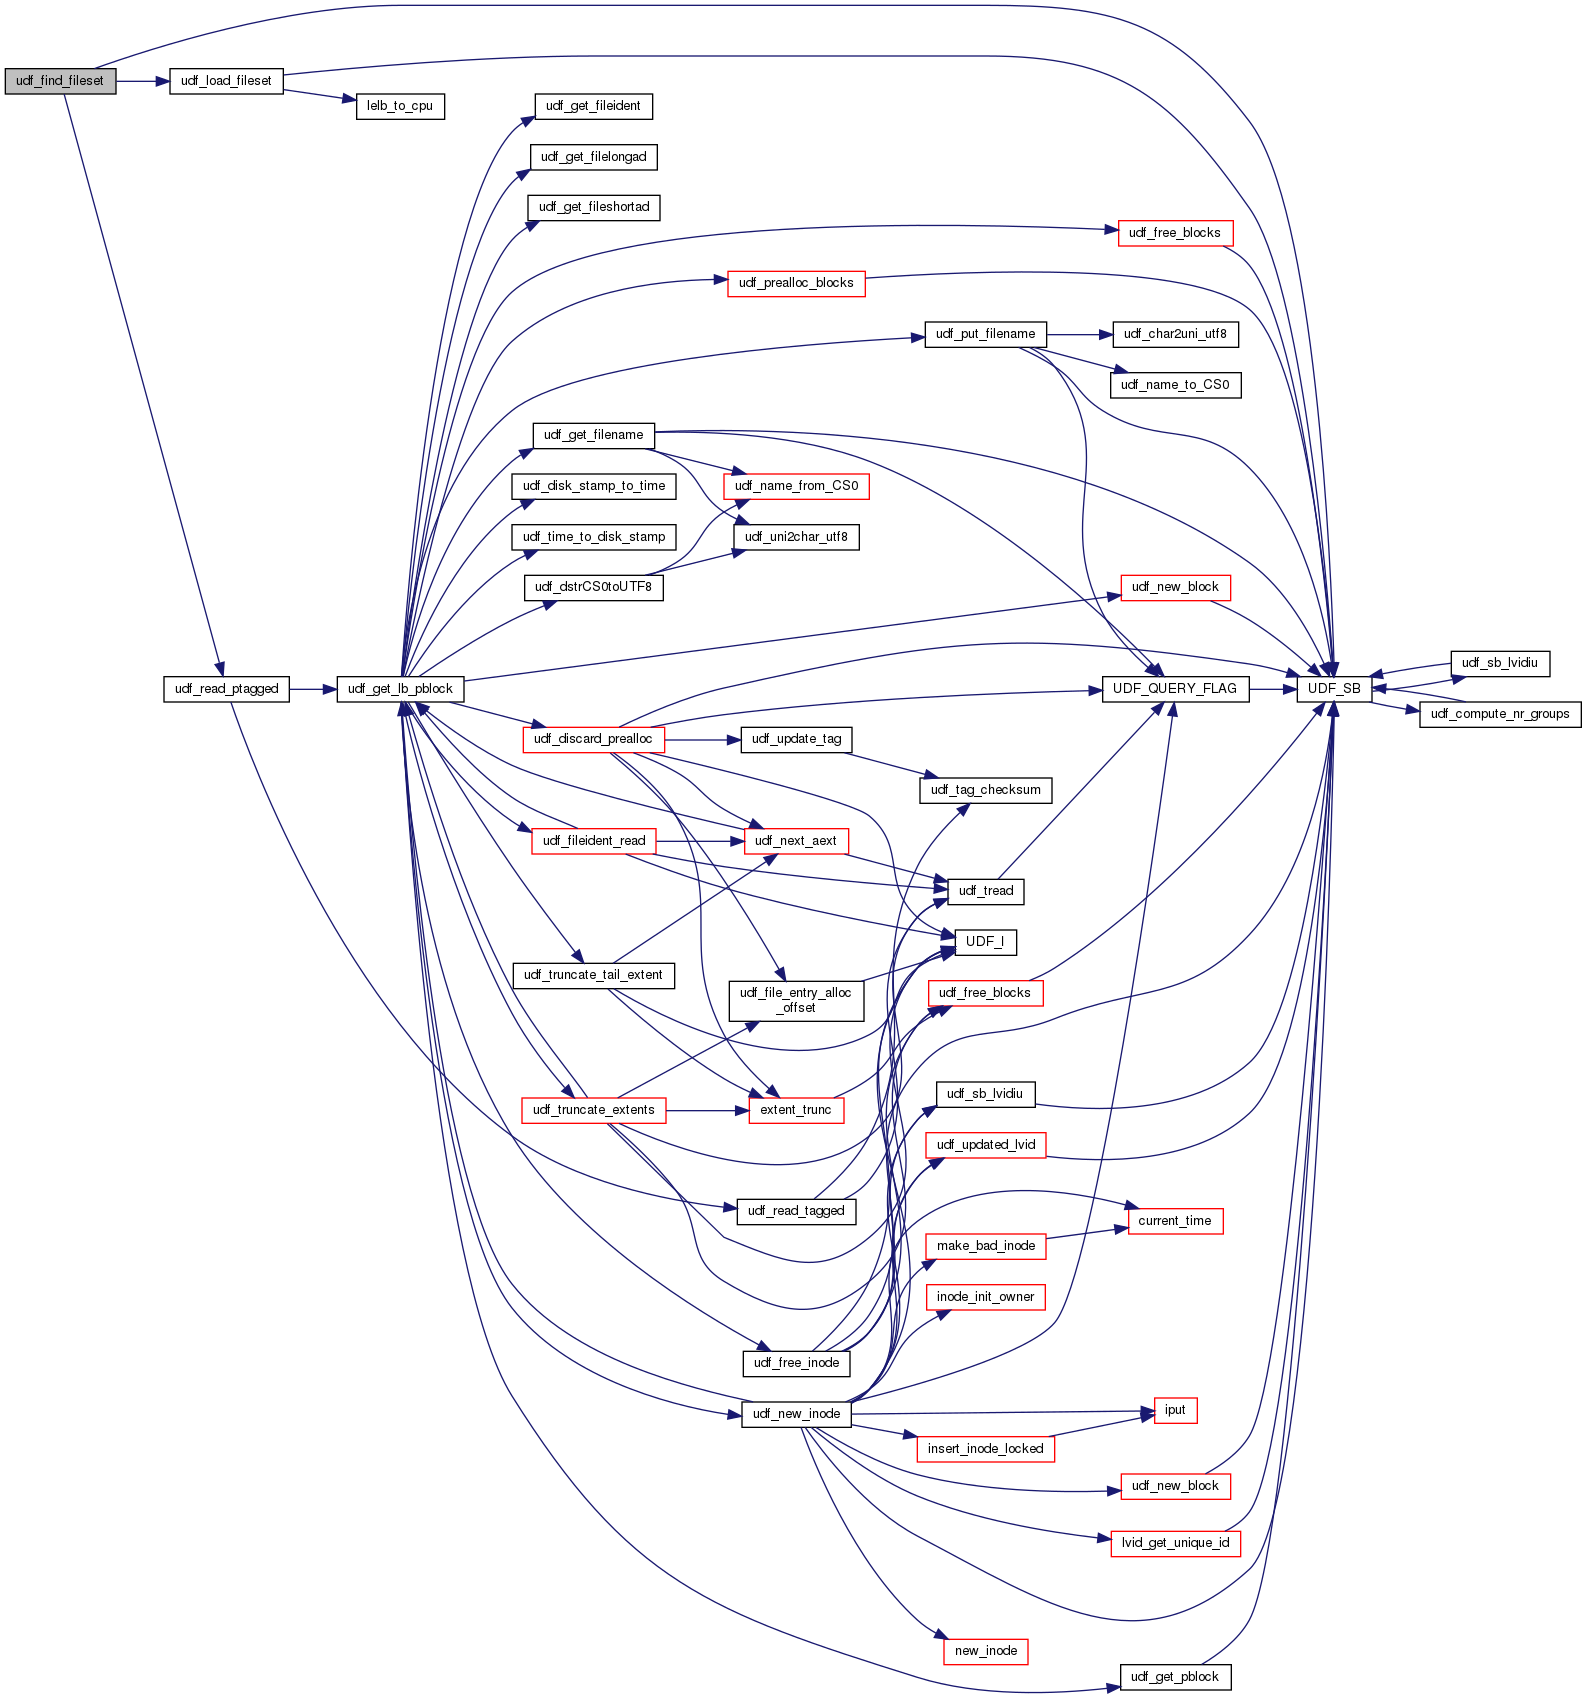 udf_find_fileset
udf_load_fileset
lelb_to_cpu
udf_get_fileident
udf_get_filelongad
udf_get_fileshortad
udf_free_blocks
udf_prealloc_blocks
udf_put_filename
udf_char2uni_utf8
udf_name_to_CS0
udf_get_filename
udf_disk_stamp_to_time
udf_name_from_CS0
udf_time_to_disk_stamp
udf_uni2char_utf8
udf_dstrCS0toUTF8
udf_new_block
udf_read_ptagged
udf_get_lb_pblock
UDF_QUERY_FLAG
UDF_SB
udf_sb_lvidiu
udf_compute_nr_groups
udf_discard_prealloc
udf_update_tag
udf_tag_checksum
udf_fileident_read
udf_next_aext
udf_tread
UDF_I
udf_truncate_tail_extent
udf_file_entry_alloc
_offset
udf_free_blocks
udf_sb_lvidiu
udf_truncate_extents
extent_trunc
udf_updated_lvid
udf_read_tagged
current_time
make_bad_inode
inode_init_owner
udf_free_inode
udf_new_inode
iput
insert_inode_locked
udf_new_block
lvid_get_unique_id
new_inode
udf_get_pblock